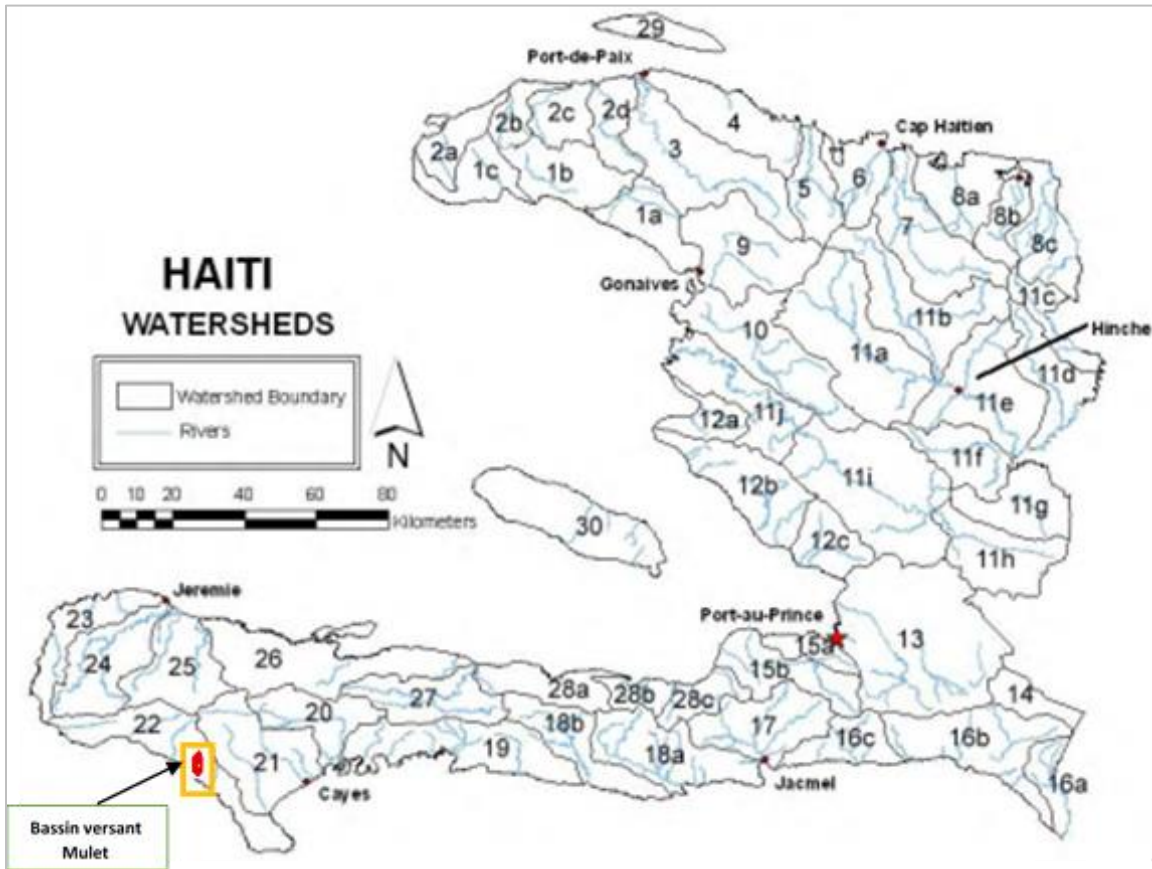 29
Port-de-Paix
2c
2d
2b
4
Cap Haitien
2a
3
1c
1b
5
6
8a
8b
1a
7
8c
9
HAITI
WATERSHEDS
Gonaives
11c
10
11b
Hinche
11a
11d
Watershed Boundary
Rivers
N
11e
12a
11j
11f
0 10 20 40 60 80
Kilometers
12b
11i
11g
30
12c
11h
Jeremie
Port-au-Prince
23
15a
13
24
25
26
15b
14
28a
28b
28c
27
22
20
18b
17
16c
16b
21
19
18a
16a
Cayes
Jacmel
Bassin versant
Mulet